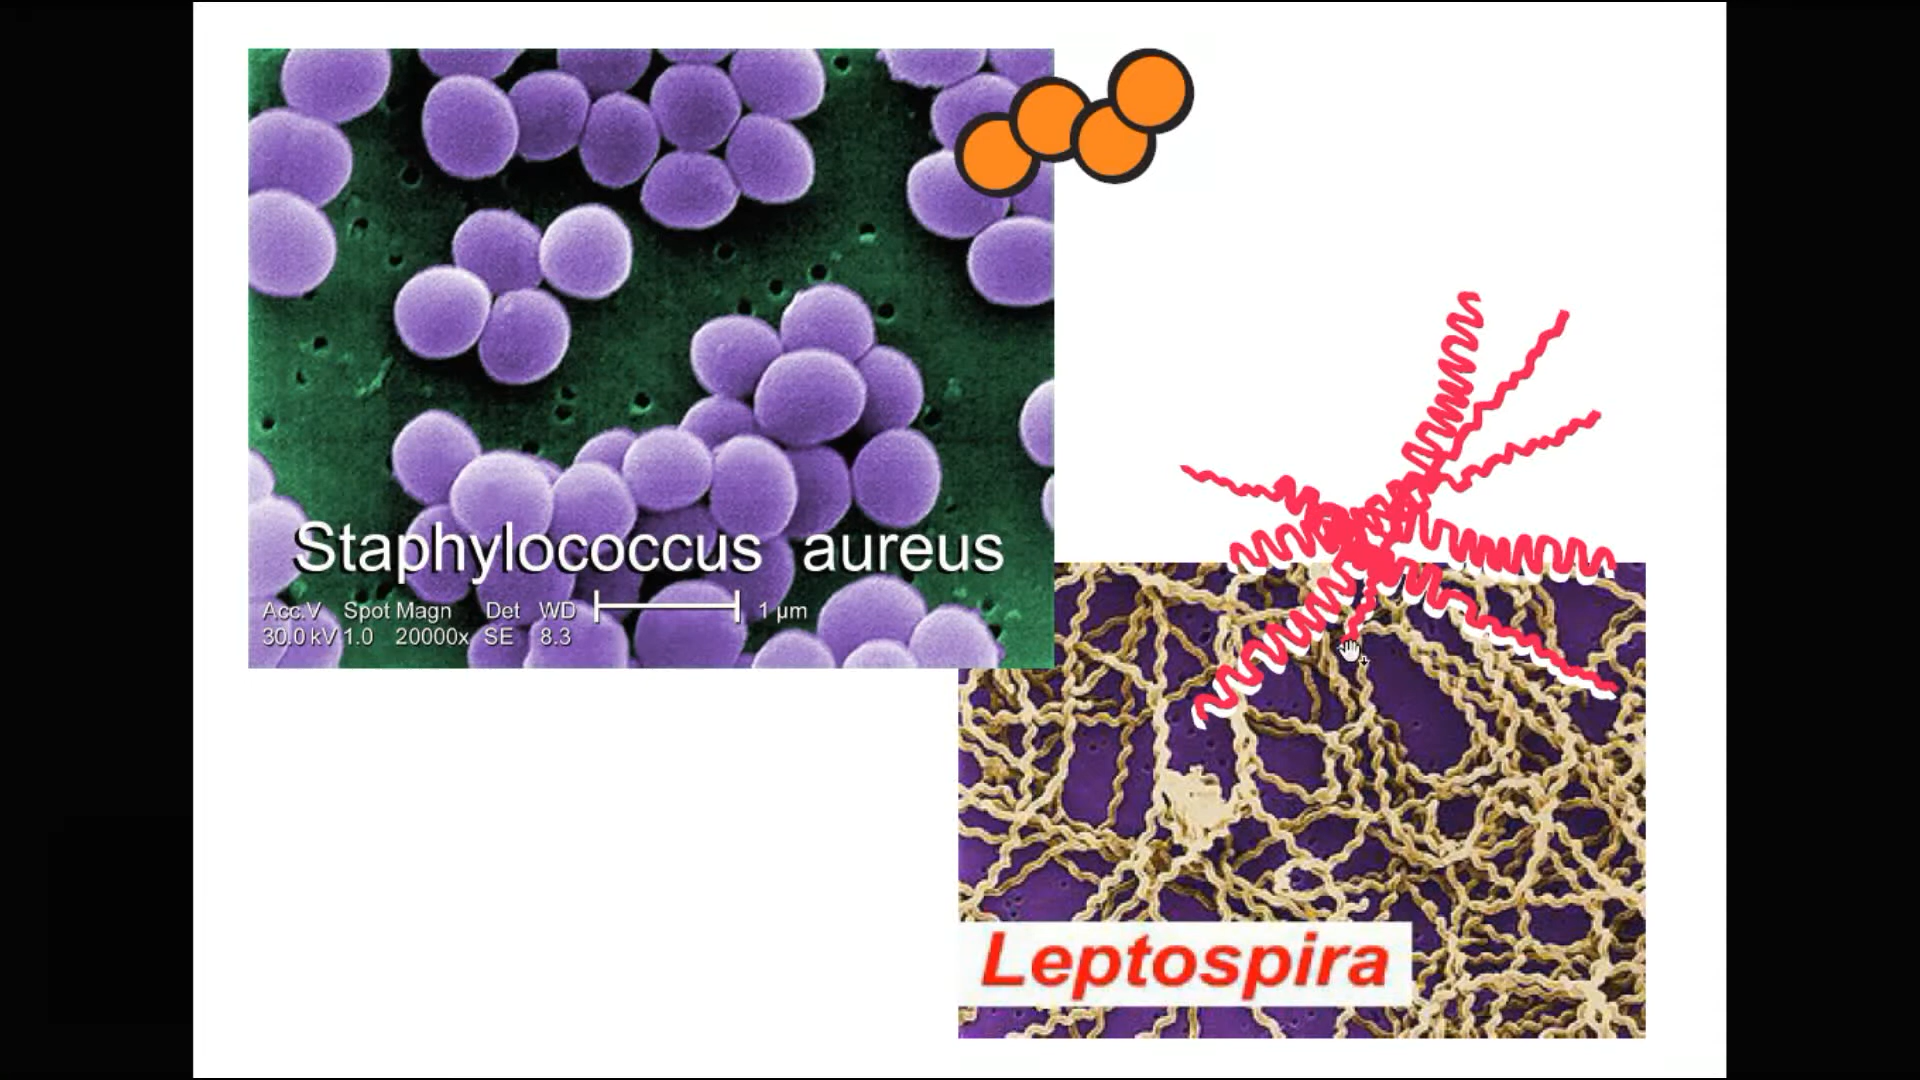 Staphylococcus aureus
Acc.V Spot Magn Det WD 1 µm
30.0 kV 1.0 20000x SE 8.3
Leptospira